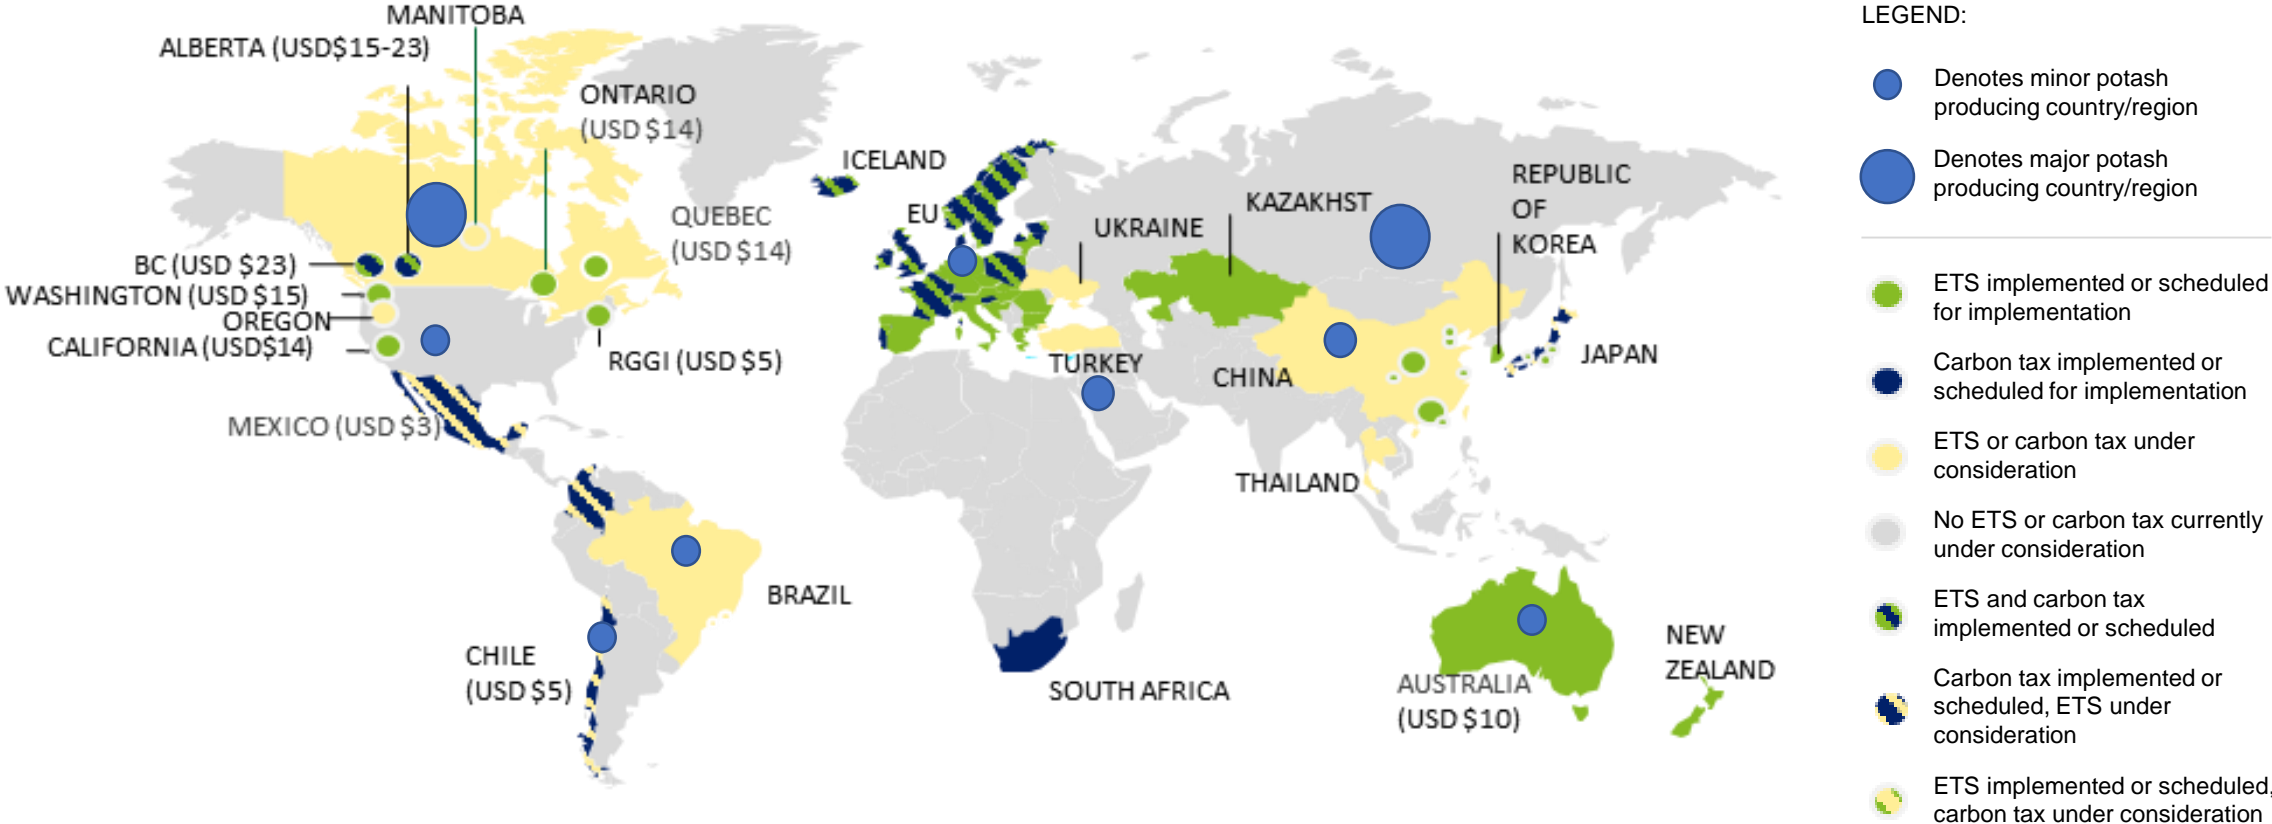 MANITOBA
ALBERTA (USD$15-23)
ONTARIO
(USD $14)
ICELAND
QUEBEC
(USD $14)
EU
UKRAINE
KAZAKHST
REPUBLIC
OF
KOREA
BC (USD $23)
WASHINGTON (USD $15)
OREGON
CALIFORNIA (USD$14)
RGGI (USD $5)
MEXICO (USD $3)
TURKEY
CHINA
JAPAN
THAILAND
BRAZIL
CHILE
(USD $5)
SOUTH AFRICA
AUSTRALIA
(USD $10)
NEW
ZEALAND
LEGEND:
Denotes minor potash
producing country/region
Denotes major potash
producing country/region
ETS implemented or scheduled
for implementation
Carbon tax implemented or
scheduled for implementation
ETS or carbon tax under
consideration
No ETS or carbon tax currently
under consideration
ETS and carbon tax
implemented or scheduled
Carbon tax implemented or
scheduled, ETS under
consideration
ETS implemented or scheduled,
carbon tax under consideration